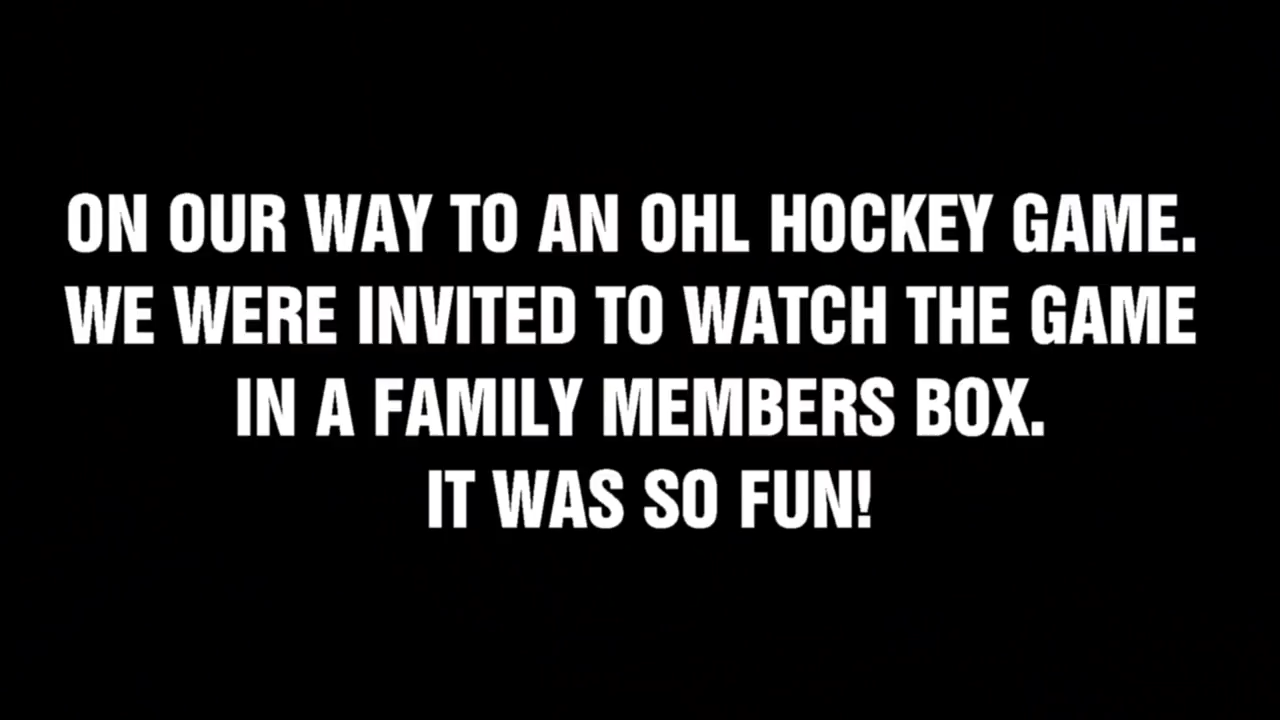 ON OUR WAY TO AN OHL HOCKEY GAME.
WE WERE INVITED TO WATCH THE GAME
IN A FAMILY MEMBERS BOX.
IT WAS SO FUN!